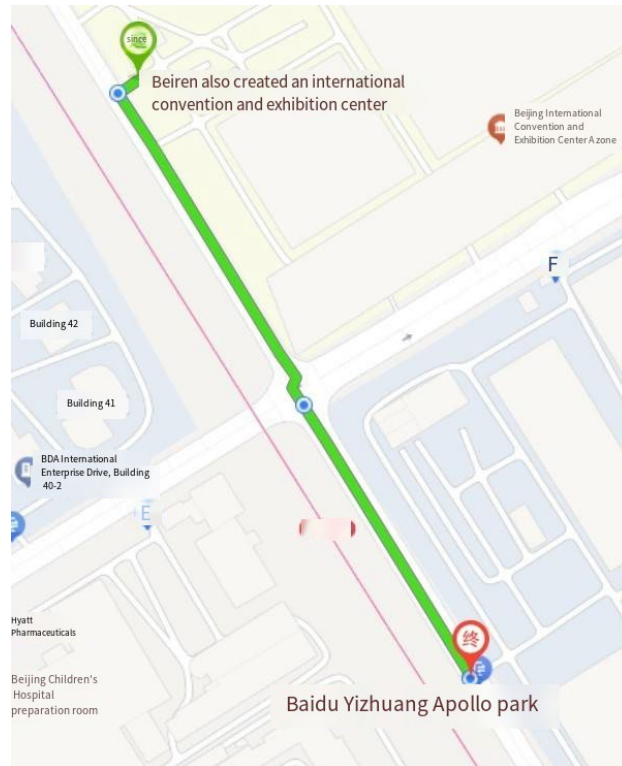 since
Beiren also created an international
convention and exhibition center
Beijing International
Convention and
Exhibition Center A zone
F
Building 42
Building 41
BDA International
Enterprise Drive, Building
40-2
E
Hyatt
Pharmaceuticals
终
Beijing Children's
Hospital
preparation room
Baidu Yizhuang Apollo park